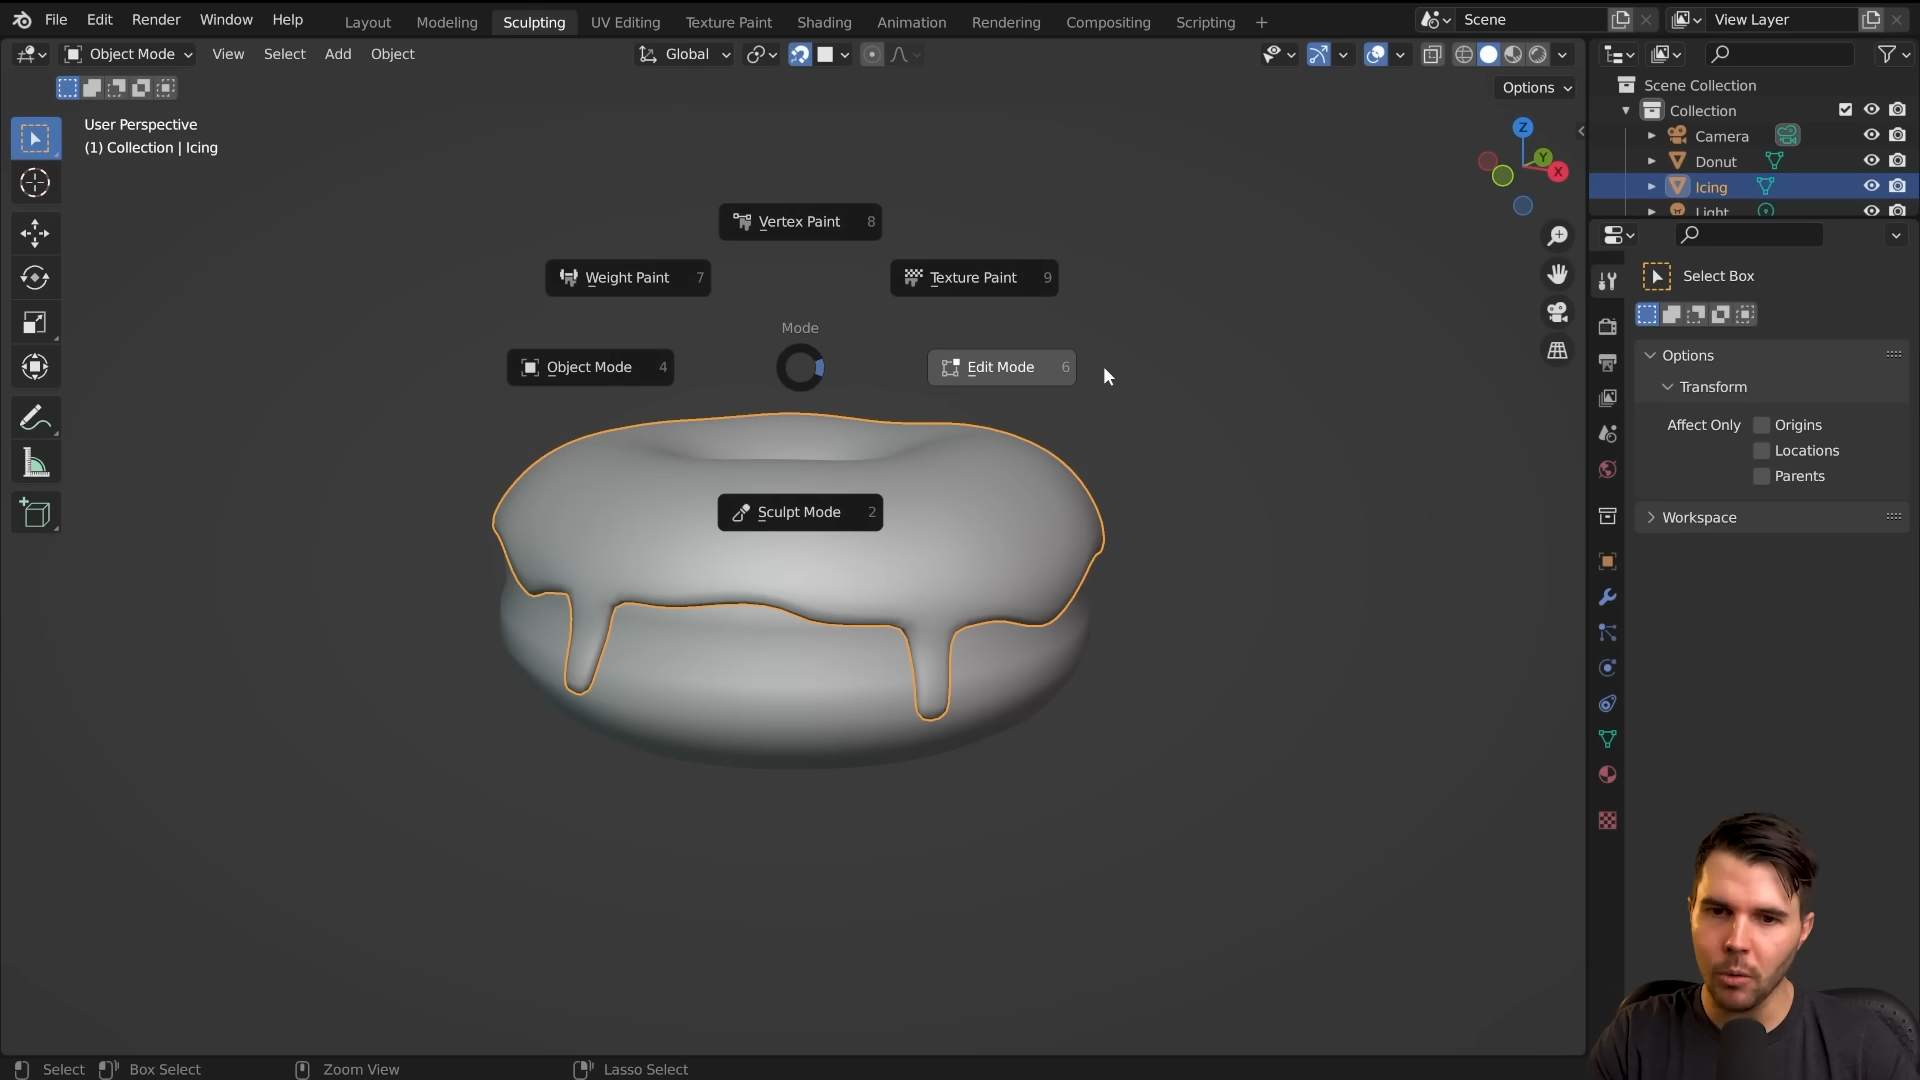 File Edit Render Window Help Layout Modeling Sculpting UV Editing Texture Paint Shading Animation Rendering Compositing Scripting + Scene View Layer
Object Mode View Select Add Object Global
Options
User Perspective
(1) Collection | Icing
Z
Y
X
Vertex Paint 8
Weight Paint 7
Texture Paint 9
Mode
Object Mode 4
Edit Mode 6
Sculpt Mode 2
Scene Collection
Collection
Camera
Donut
Icing
Light
Select Box
Options
Transform
Affect Only Origins
Locations
Parents
Workspace
Select Box Select Zoom View Lasso Select